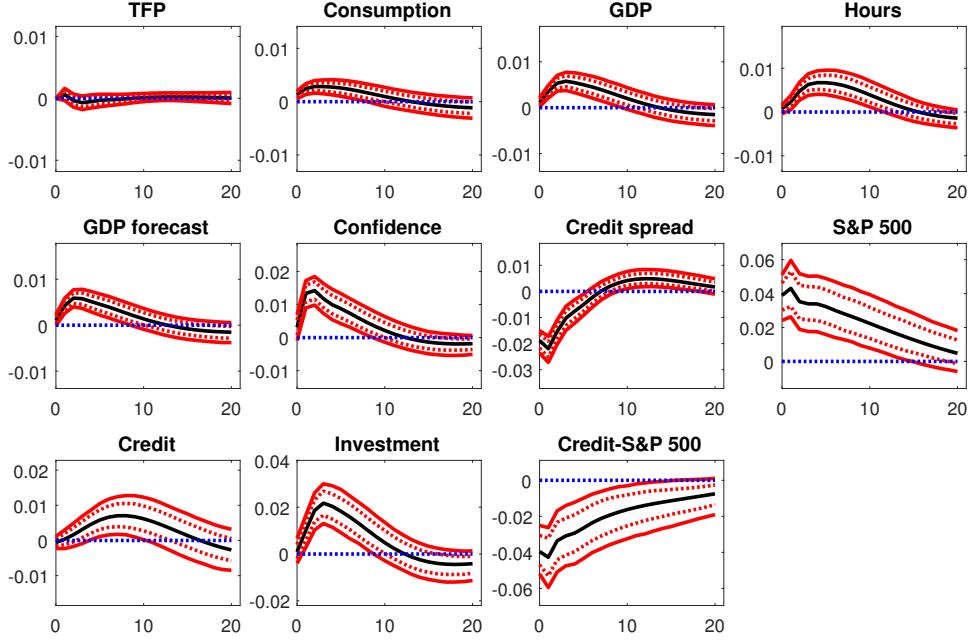 TFP Consumption GDP Hours
0.01 0.01 0.01 0.01
0 0 0 0
-0.01 -0.01 -0.01 -0.01
0 10 20 0 10 20 0 10 20 0 10 20
GDP forecast Confidence Credit spread S&P 500
0.01 0.02 0.01 0.06
0 0.01 0 0.04
-0.01 0 -0.01 0.02
-0.01 -0.03 0
0 10 20 0 10 20 0 10 20 0 10 20
Credit Investment Credit-S&P 500
0.02 0.04 0
0.01 0.02 -0.02
0 0 -0.04
-0.01 -0.02 -0.06
0 10 20 0 10 20 0 10 20